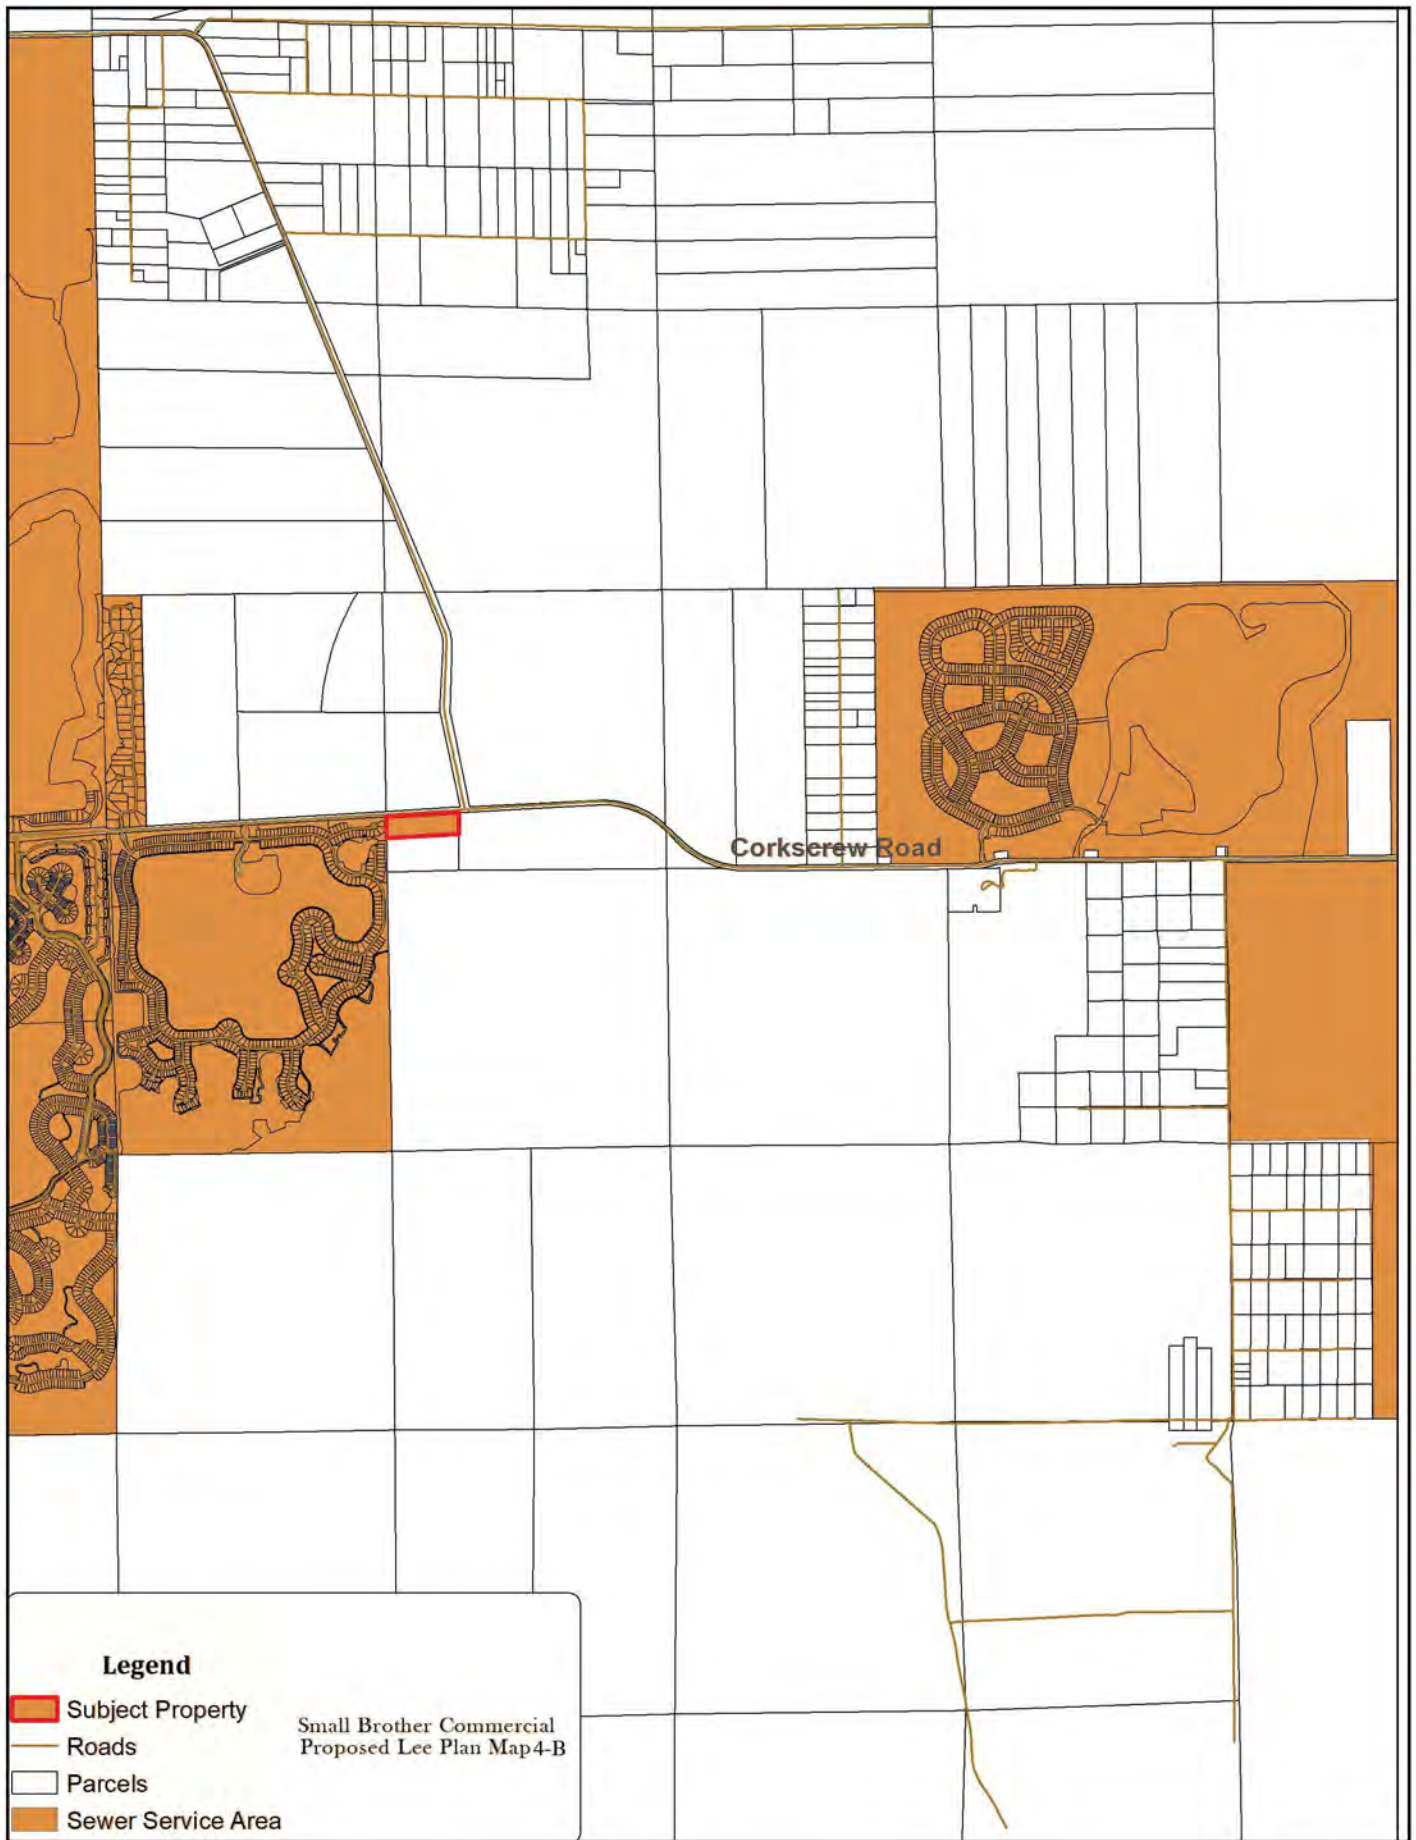 Corkscrew Road
Legend
Subject Property
Roads
Parcels
Sewer Service Area
Small Brother Commercial
Proposed Lee Plan Map4-B